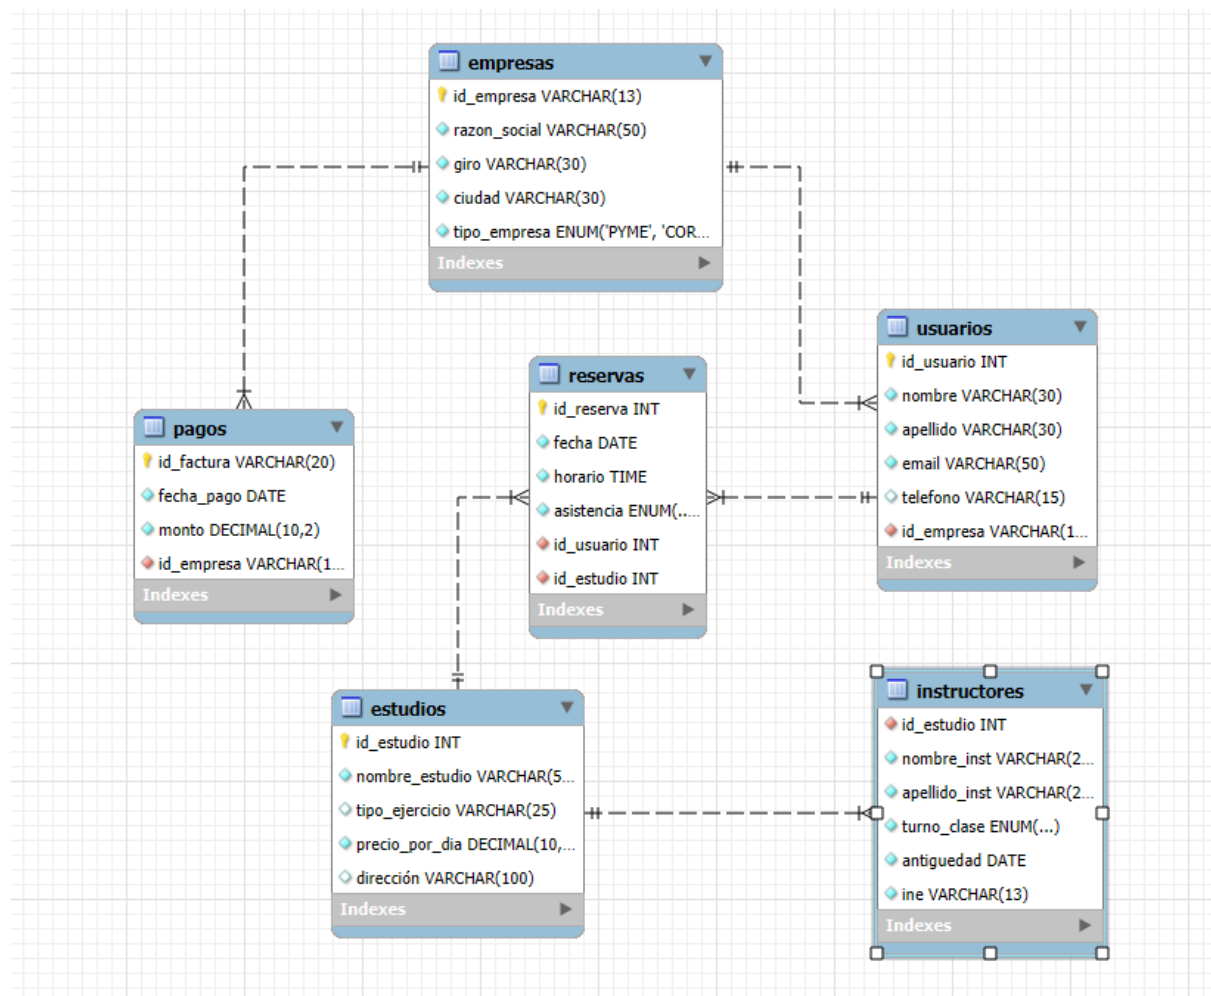 empresas
id_empresa VARCHAR(13)
razon_social VARCHAR(50)
giro VARCHAR(30)
ciudad VARCHAR(30)
tipo_empresa ENUM('PYME', 'COR...
Indexes
usuarios
id_usuario INT
nombre VARCHAR(30)
apellido VARCHAR(30)
email VARCHAR(50)
telefono VARCHAR(15)
id_empresa VARCHAR(1...
Indexes
reservas
id_reserva INT
fecha DATE
horario TIME
asistencia ENUM(.....
id_usuario INT
id_estudio INT
Indexes
pagos
id_factura VARCHAR(20)
fecha_pago DATE
monto DECIMAL(10,2)
id_empresa VARCHAR(1...
Indexes
estudios
id_estudio INT
nombre_estudio VARCHAR(5...
tipo_ejercicio VARCHAR(25)
precio_por_dia DECIMAL(10,...
dirección VARCHAR(100)
Indexes
instructores
id_estudio INT
nombre_inst VARCHAR(2...
apellido_inst VARCHAR(2...
turno_clase ENUM(...)
antiguedad DATE
ine VARCHAR(13)
Indexes